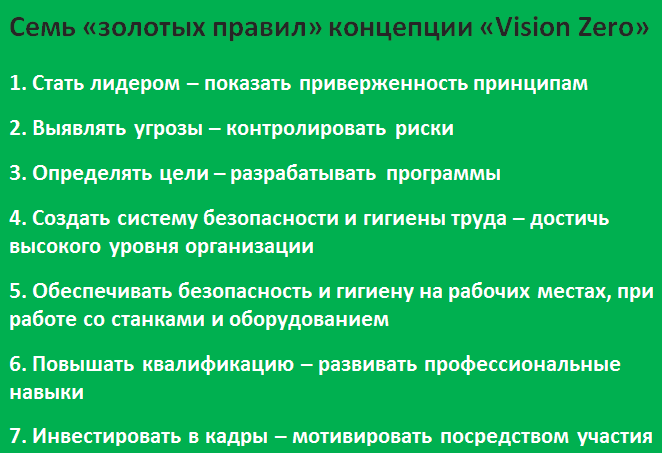 Семь «золотых правил» концепции «Vision Zero»
1. Стать лидером – показать приверженность принципам
2. Выявлять угрозы – контролировать риски
3. Определять цели – разрабатывать программы
4. Создать систему безопасности и гигиены труда – достичь
высокого уровня организации
5. Обеспечивать безопасность и гигиену на рабочих местах, при
работе со станками и оборудованием
6. Повышать квалификацию – развивать профессиональные
навыки
7. Инвестировать в кадры – мотивировать посредством участия